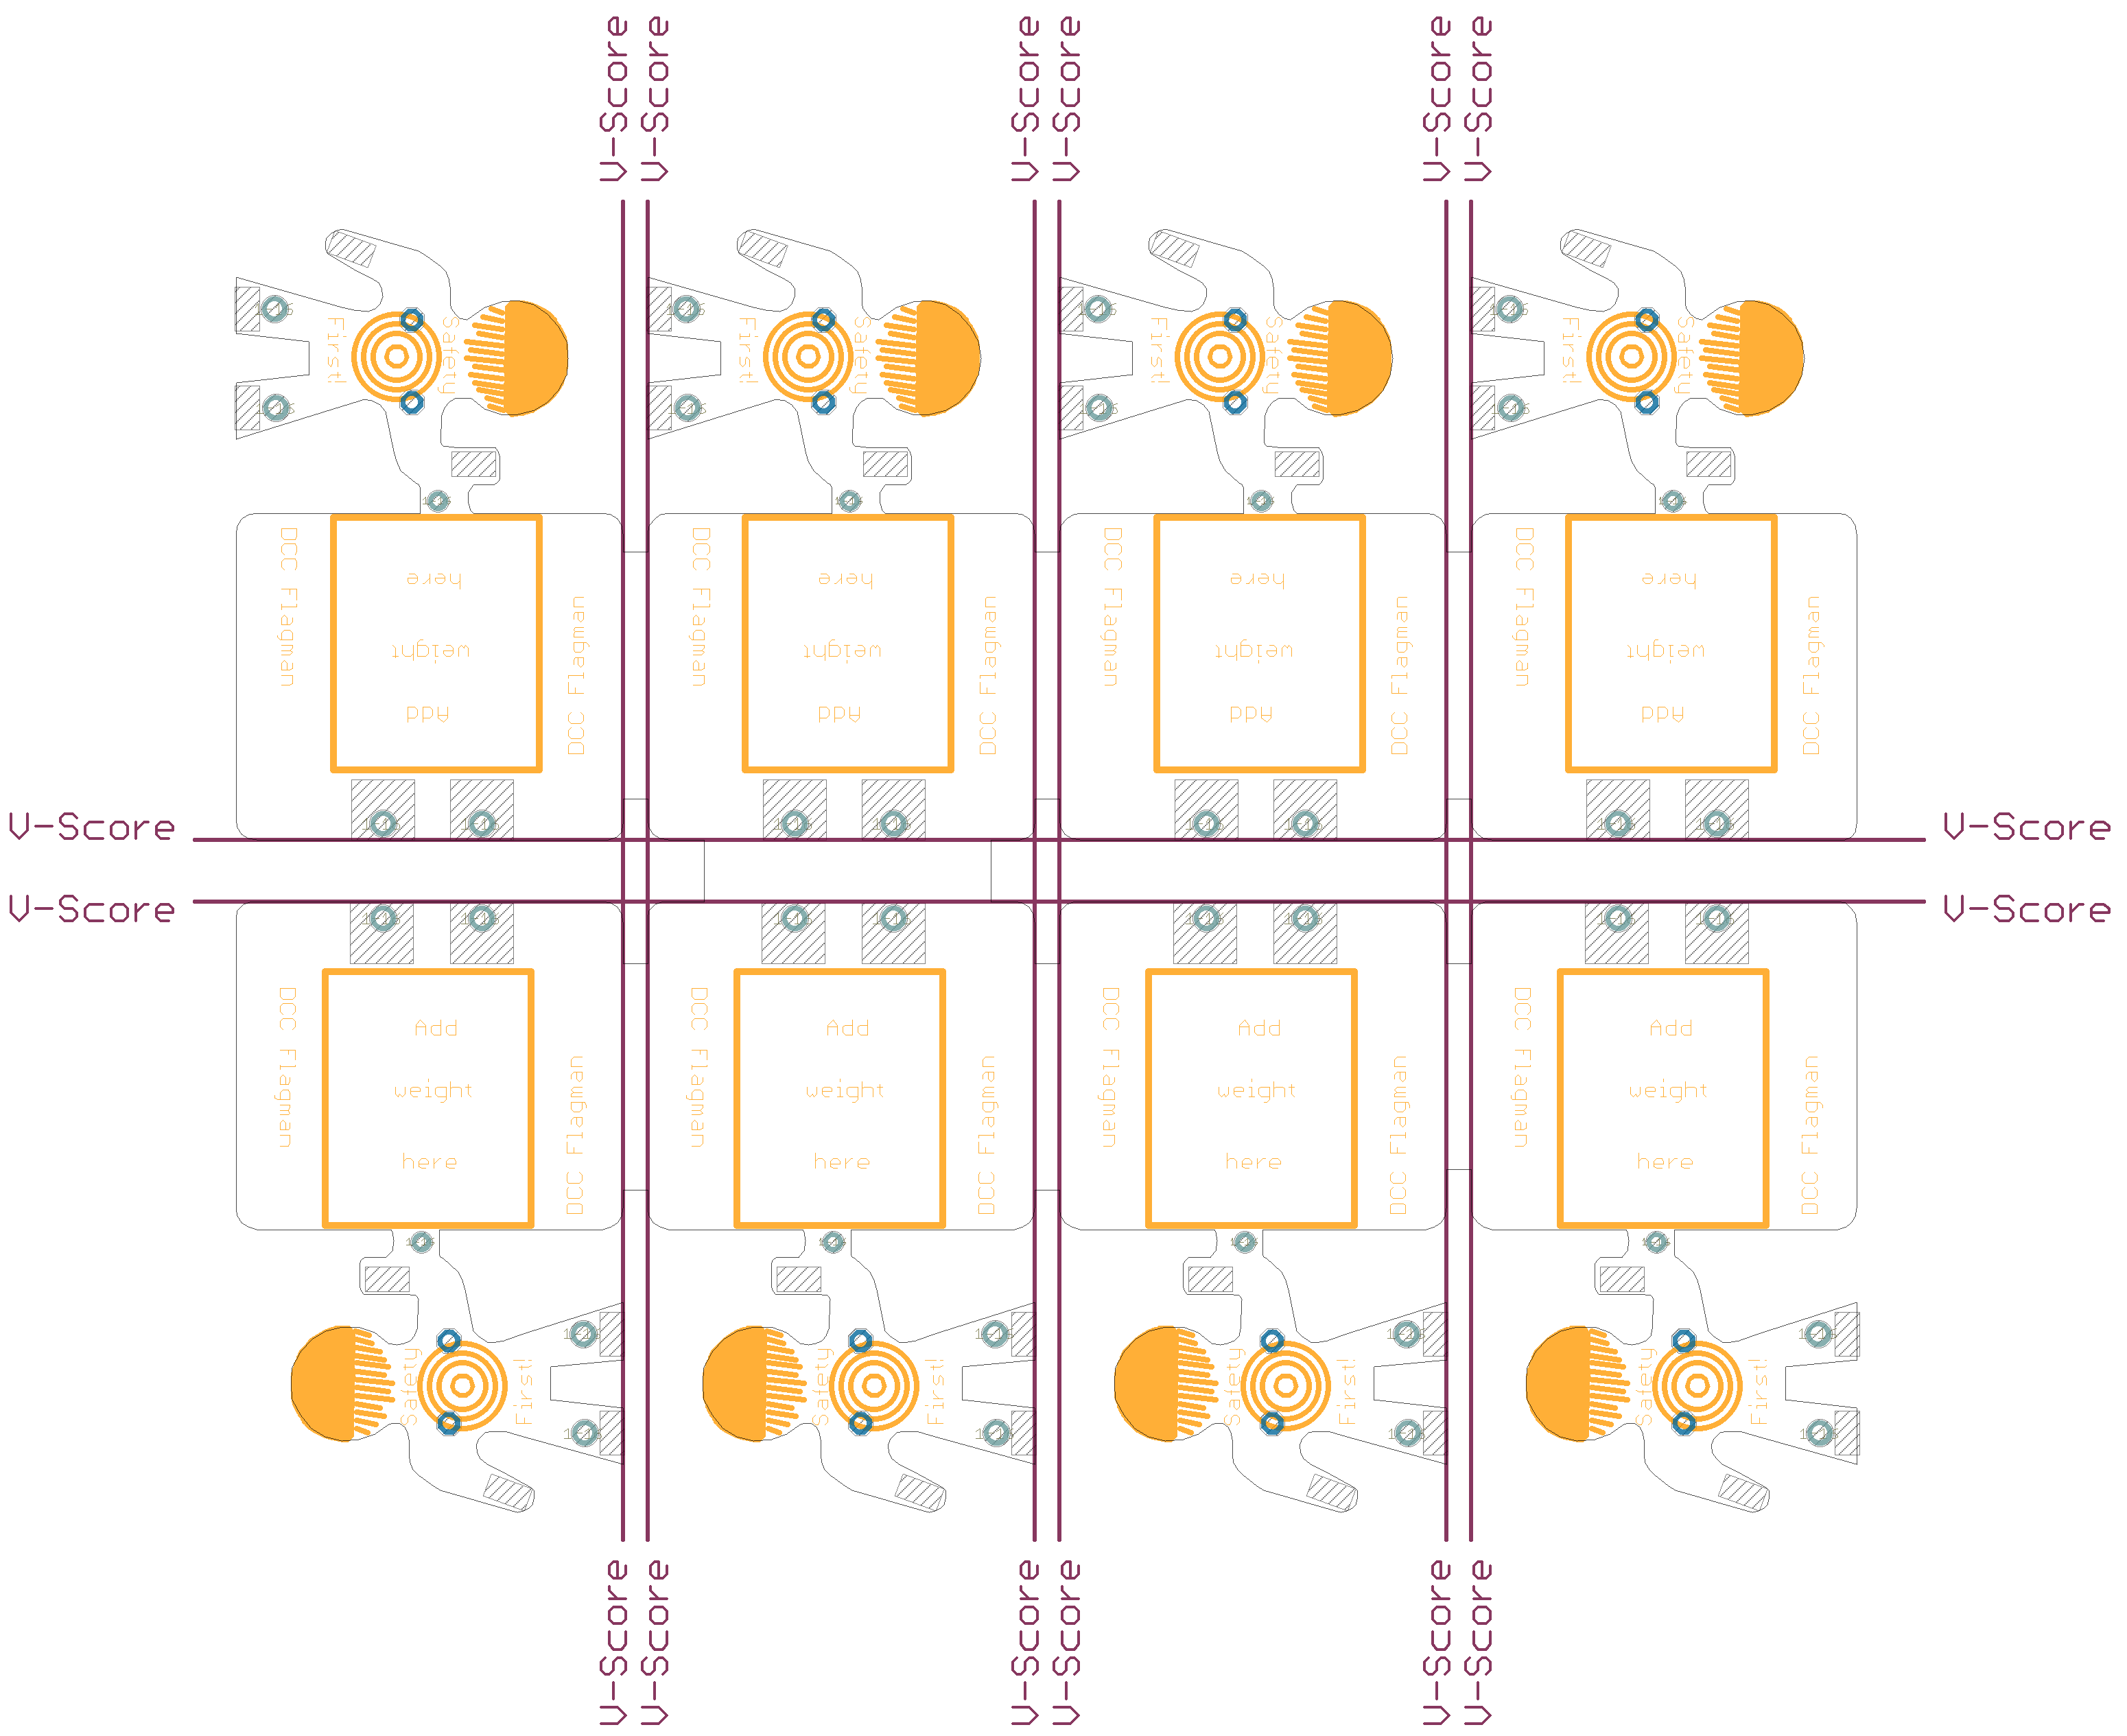 V-Score V-Score V-Score V-Score V-Score V-Score
Safety Safety Safety Safety
First! First! First! First!
DCC Flagman DCC Flagman DCC Flagman DCC Flagman
DCC Flagman DCC Flagman DCC Flagman DCC Flagman
Add Add Add Add
weight weight weight weight
here here here here
V-Score V-Score
V-Score V-Score
DCC Flagman DCC Flagman DCC Flagman DCC Flagman
DCC Flagman DCC Flagman DCC Flagman DCC Flagman
Add Add Add Add
weight weight weight weight
here here here here
Safety Safety Safety Safety
First! First! First! First!
V-Score V-Score V-Score V-Score V-Score V-Score